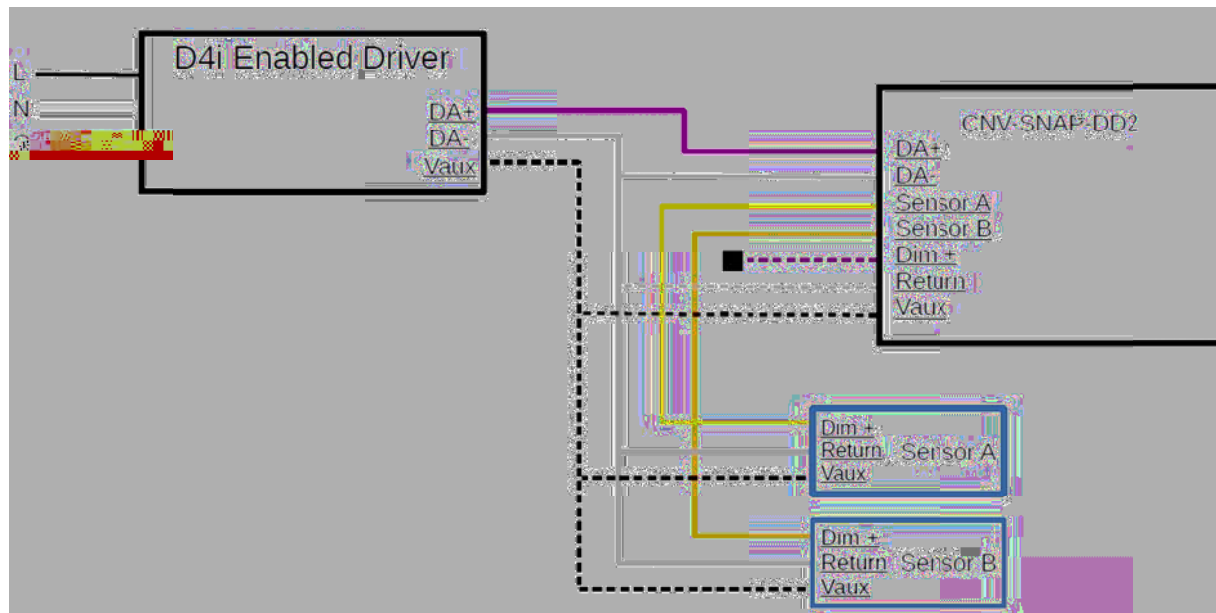 D4i Enabled Driver
L
N
DA+
DA-
Vaux
CNV-SNAP-DD2
DA+
DA-
Sensor A
Sensor B
Dim +
Return
Vaux
Dim +
Return
Vaux
Sensor A
Dim +
Return
Vaux
Sensor B